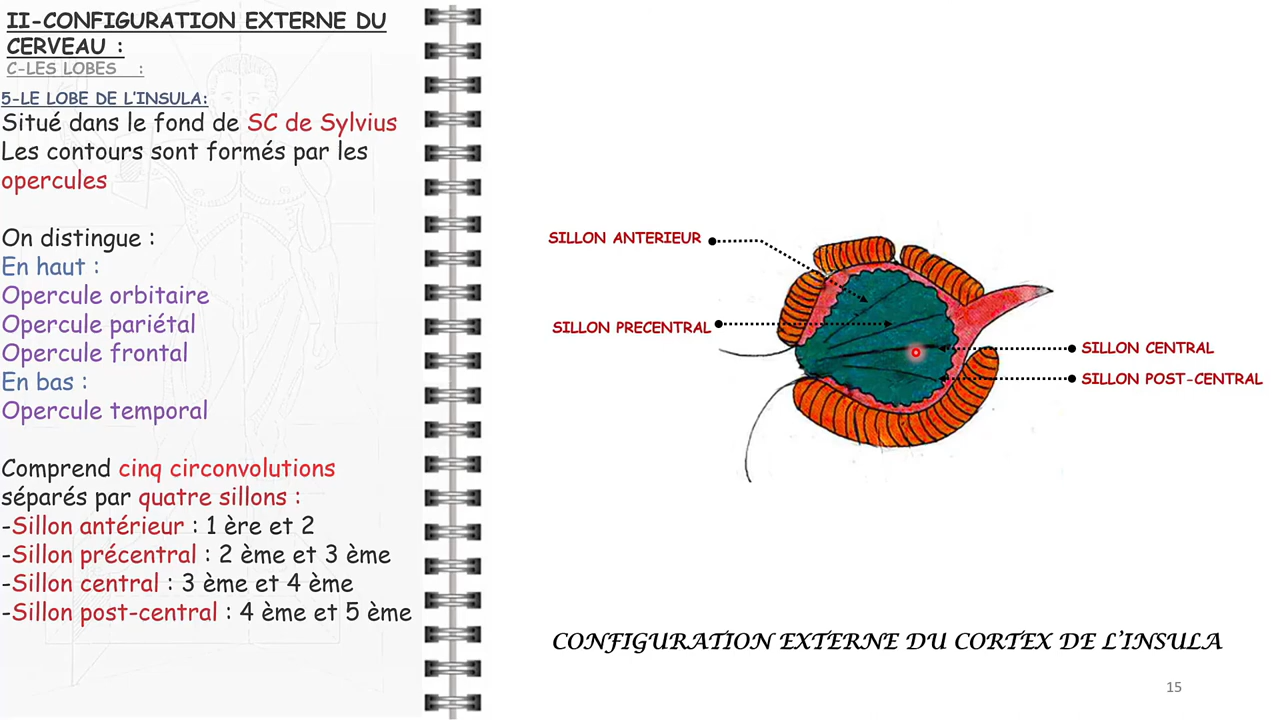 II-CONFIGURATION EXTERNE DU
CERVEAU :
C-LES LOBES :
5-LE LOBE DE L'INSULA:
Situé dans le fond de SC de Sylvius
Les contours sont formés par les
opercules
On distingue :
En haut :
Opercule orbitaire
Opercule pariétal
Opercule frontal
En bas :
Opercule temporal
Comprend cinq circonvolutions
séparés par quatre sillons :
-Sillon antérieur : 1 ère et 2
-Sillon précentral : 2 ème et 3 ème
-Sillon central : 3 ème et 4 ème
-Sillon post-central : 4 ème et 5 ème
SILLON ANTERIEUR
SILLON PRECENTRAL
SILLON CENTRAL
SILLON POST-CENTRAL
CONFIGURATION EXTERNE DU CORTEX DE L'INSULA
15